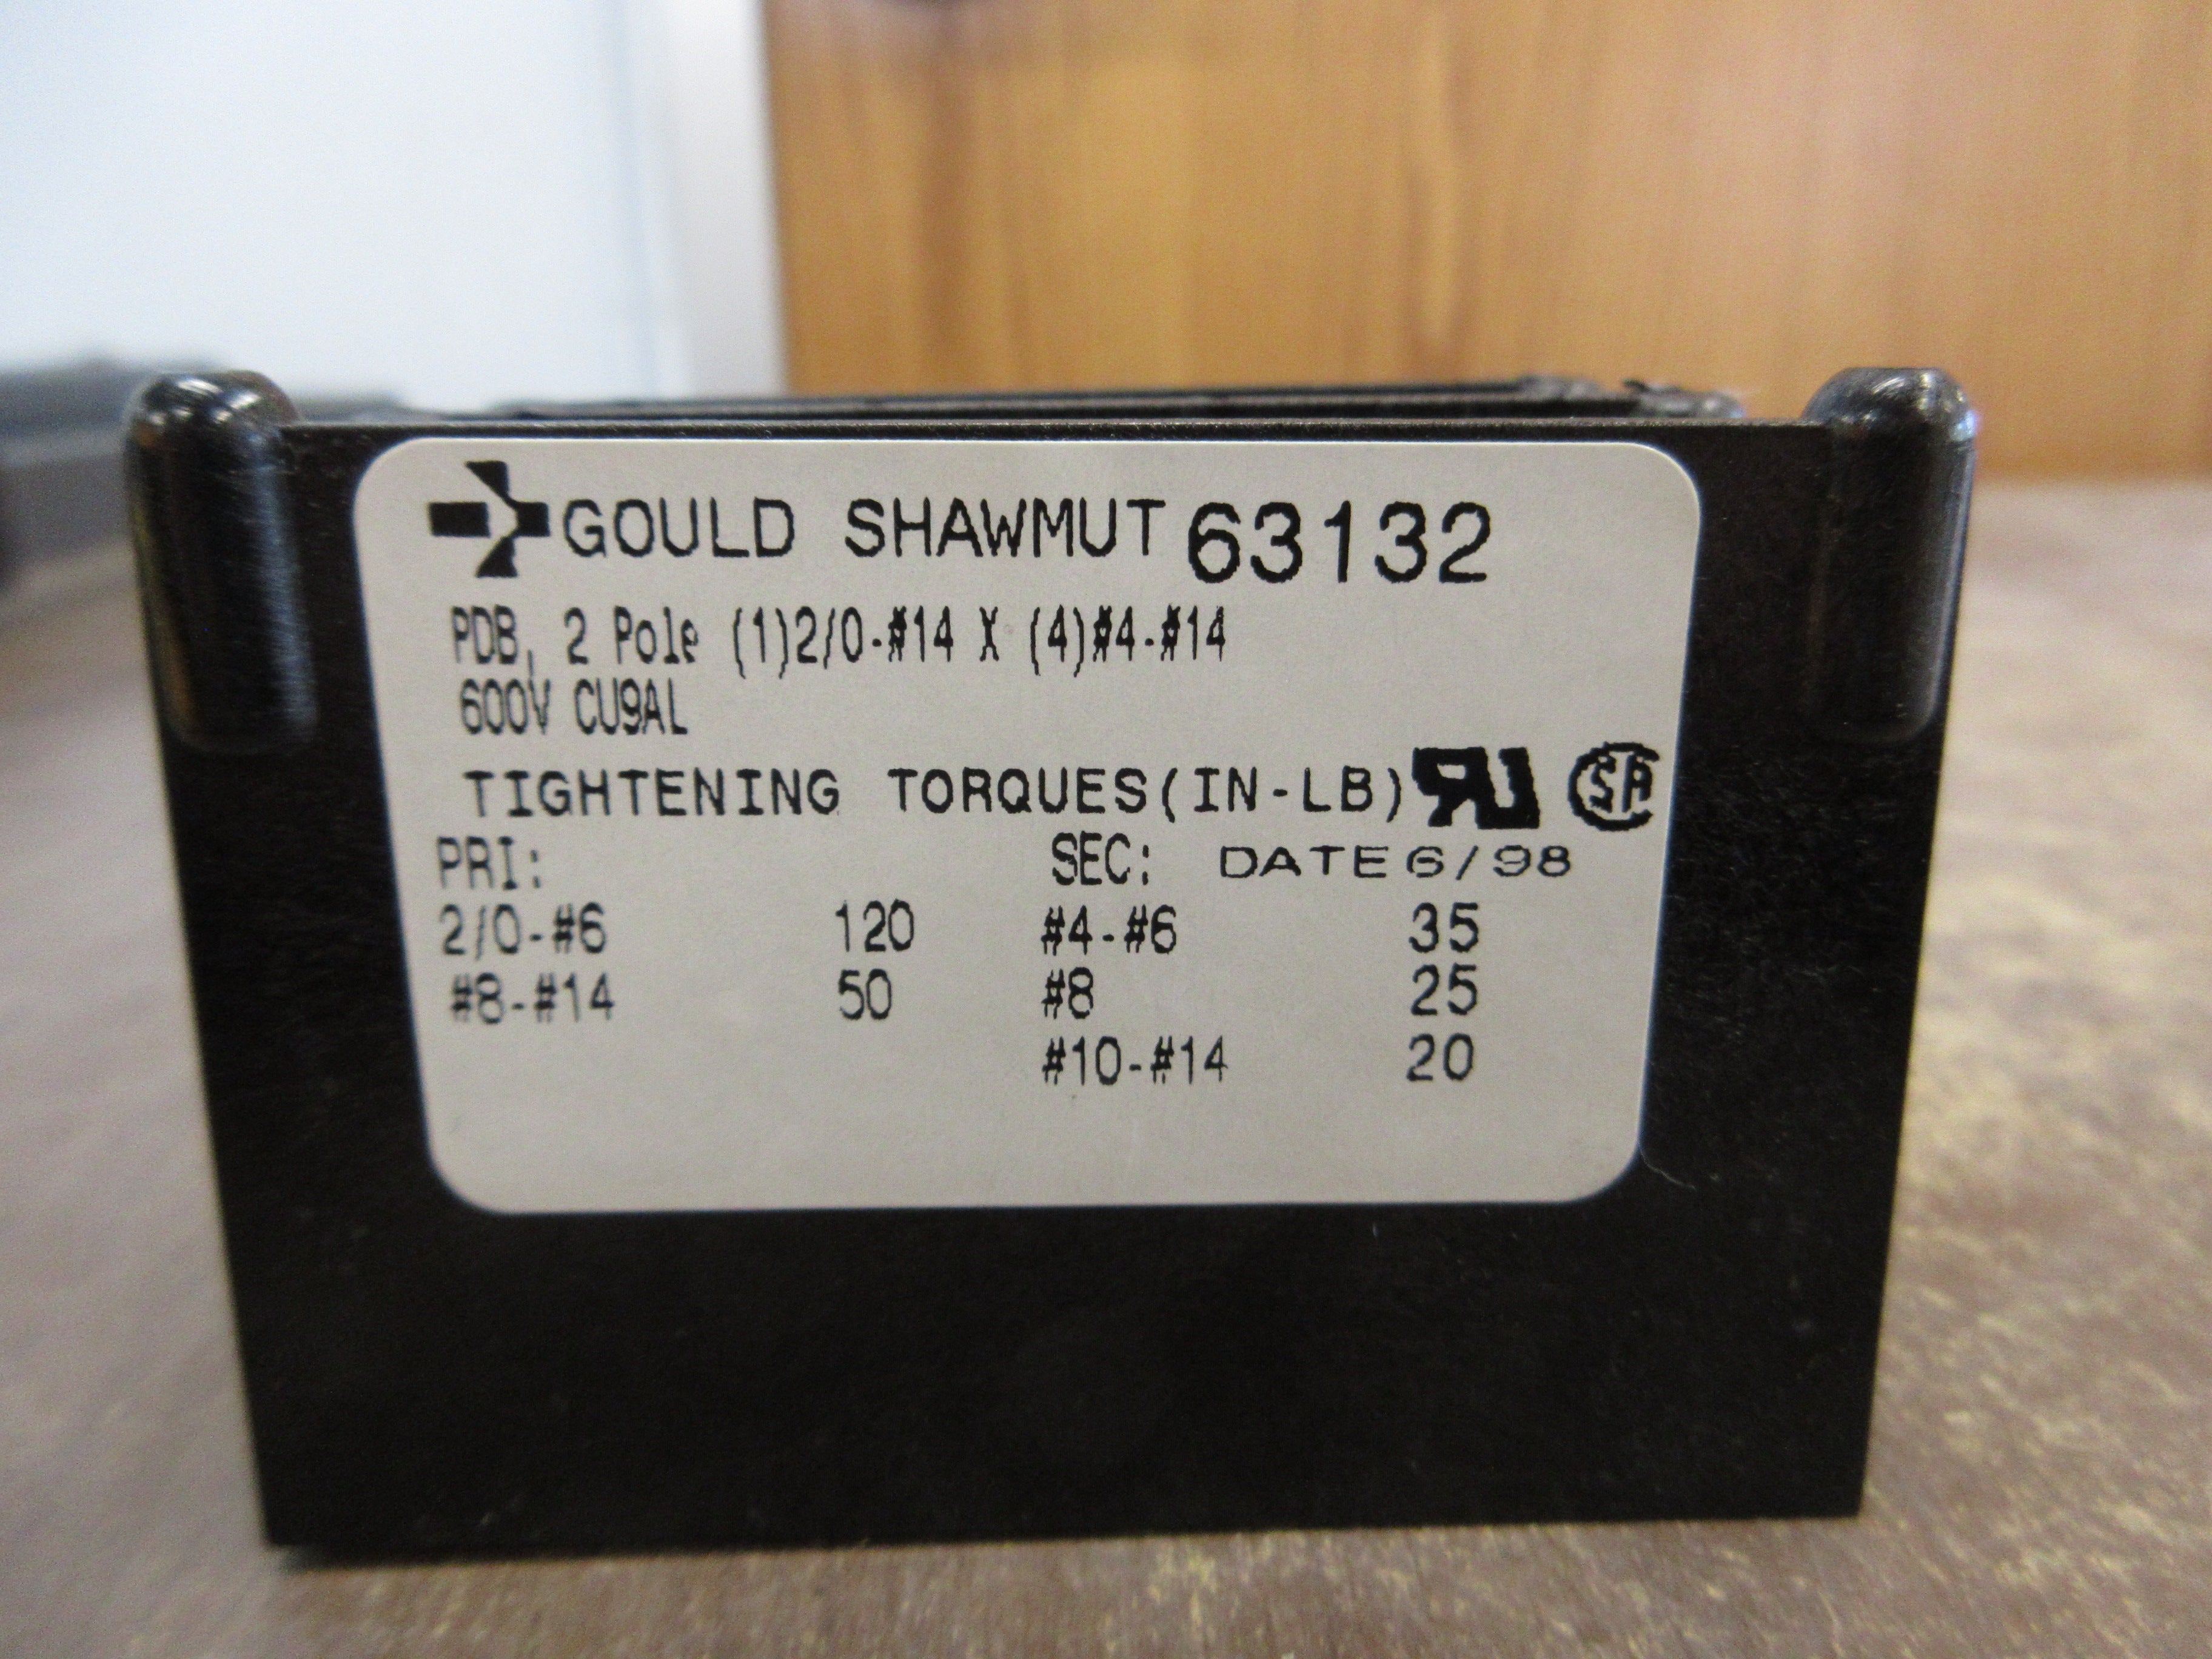 GOULD SHAWMUT 63132
PDB, 2 Pole (1)2/0-#14 X (4)#4-#14
600V CU9AL
TIGHTENING TORQUES(IN-LB) RU SA
PRI: SEC: DATE 6/98
2/0-#6 120 #4-#6 35
#8-#14 50 #8 25
#10-#14 20